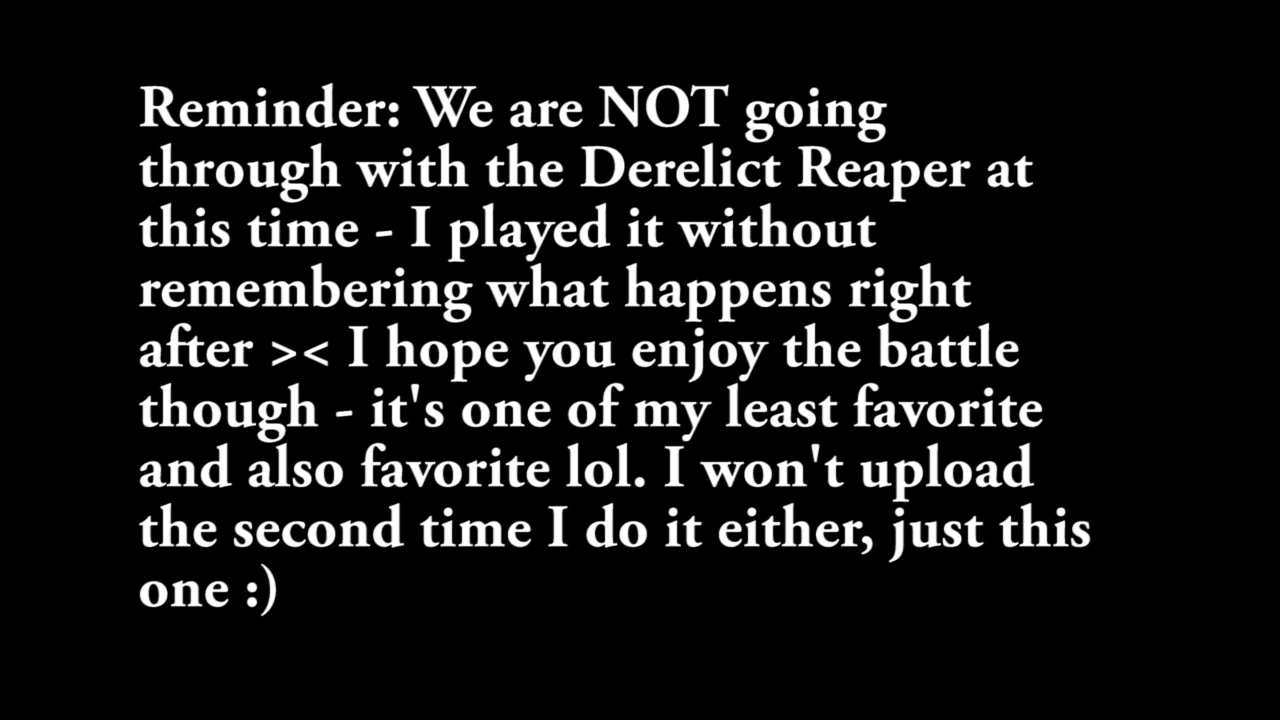 Reminder: We are NOT going
through with the Derelict Reaper at
this time - I played it without
remembering what happens right
after >< I hope you enjoy the battle
though - it's one of my least favorite
and also favorite lol. I won't upload
the second time I do it either, just this
one :)